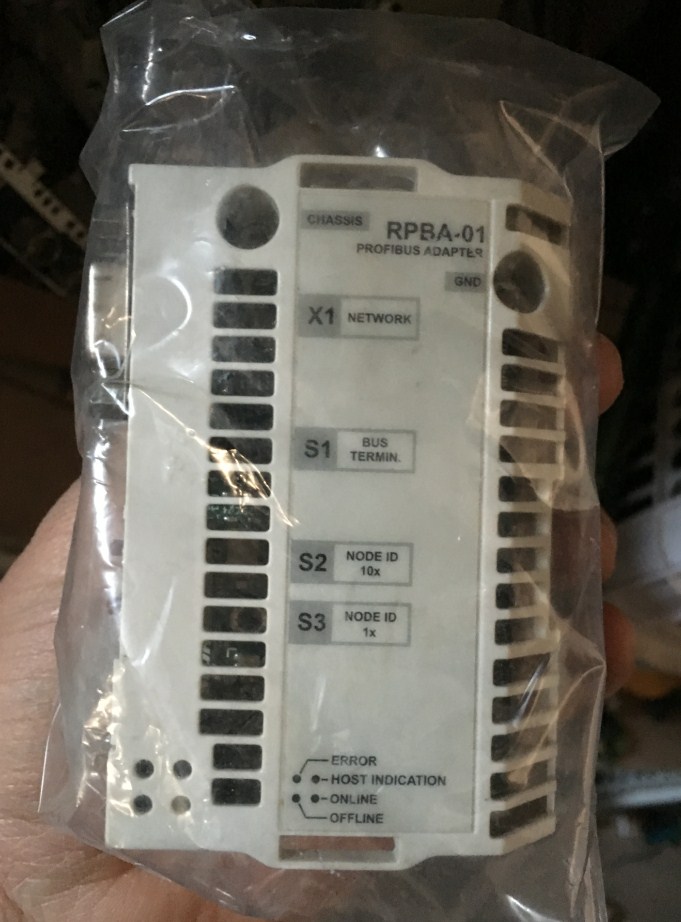 CHASSIS
RPBA-01
PROFIBUS ADAPTER
GND
X1 NETWORK
S1 BUS
TERMIN.
S2 NODE ID
10x
S3 NODE ID
1x
ERROR
HOST INDICATION
ONLINE
OFFLINE